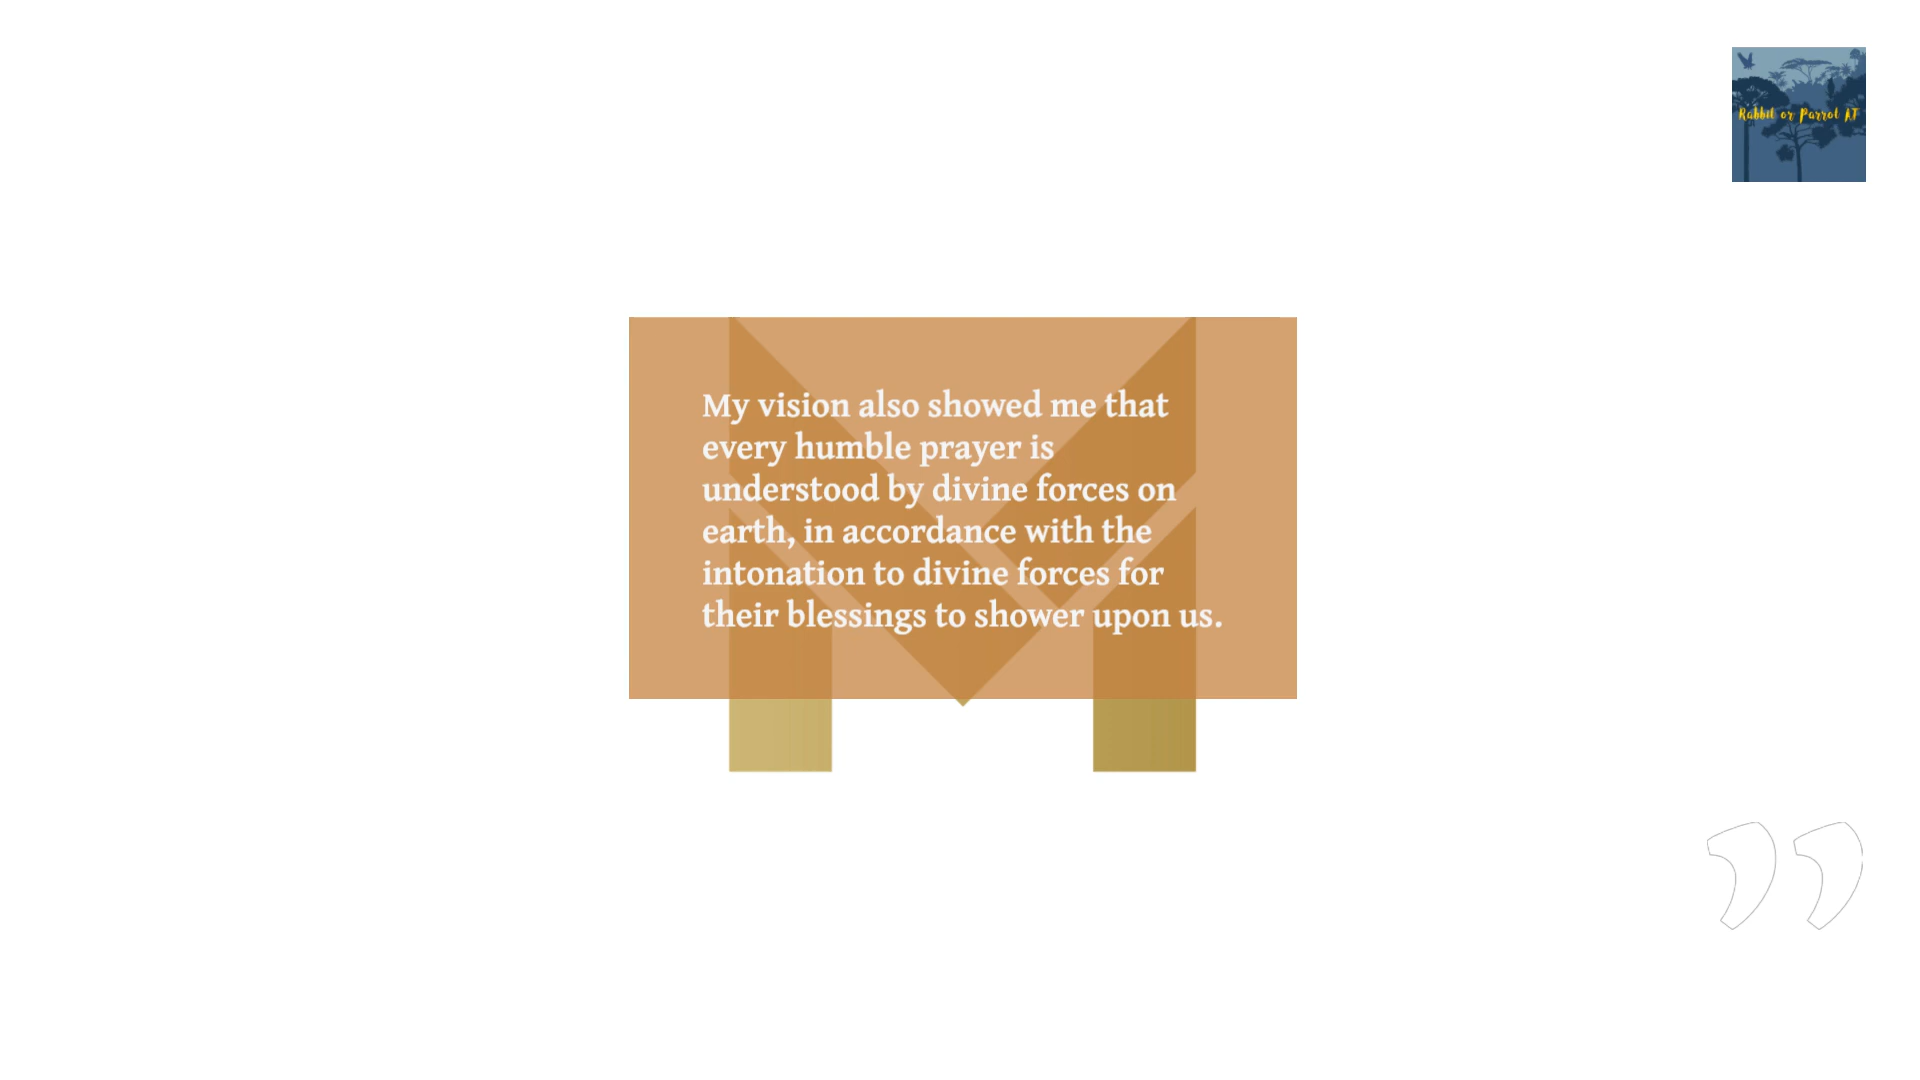 Rabbit or Parrot AF
My vision also showed me that
every humble prayer is
understood by divine forces on
earth, in accordance with the
intonation to divine forces for
their blessings to shower upon us.
”